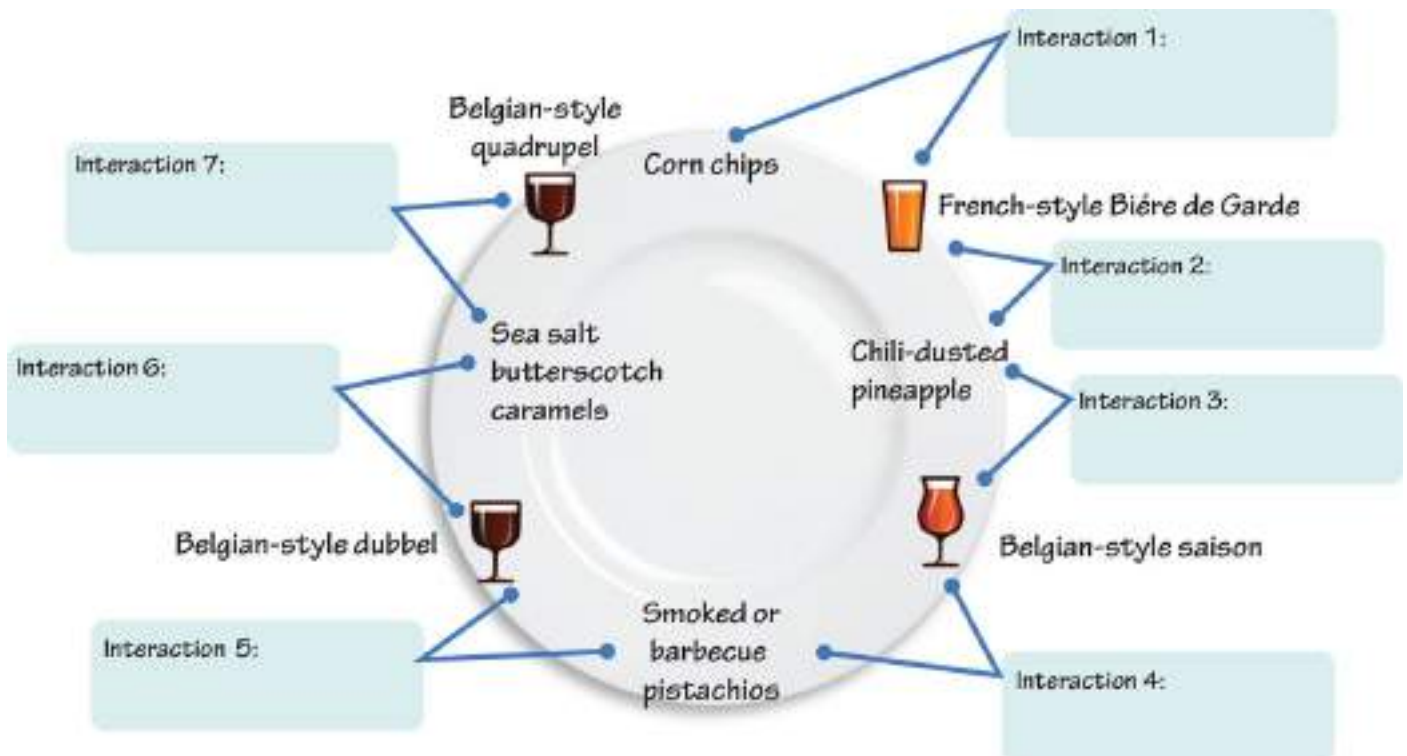 Interaction 1:
Belgian-style
quadrupel
Corn chips
Interaction 7:
French-style Biére de Garde
Interaction 2:
Sea salt
butterscotch
caramels
Chili-dusted
pineapple
Interaction 6:
Interaction 3:
Belgian-style dubbel
Belgian-style saison
Smoked or
barbecue
pistachios
Interaction 5:
Interaction 4: